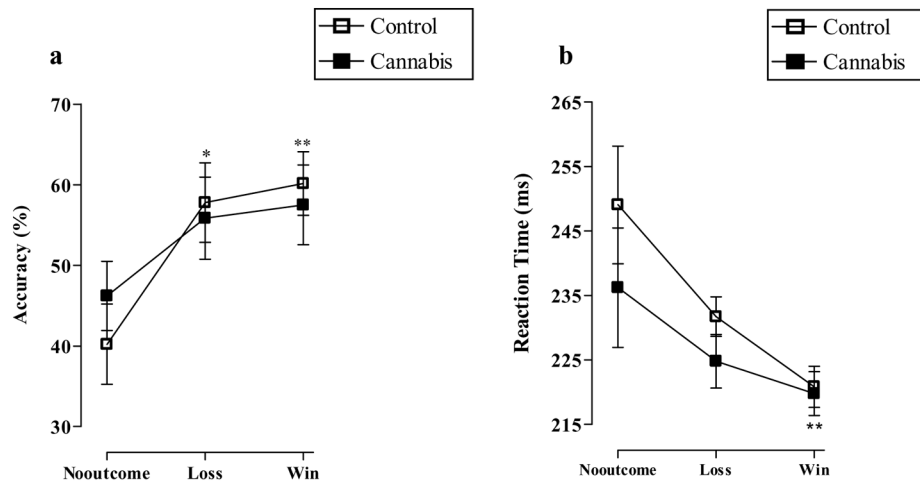 a
Control
Cannabis
70
60
50
40
30
Accuracy (%)
*
**
Nooutcome Loss Win
b
Control
Cannabis
265
255
245
235
225
215
Reaction Time (ms)
**
Nooutcome Loss Win